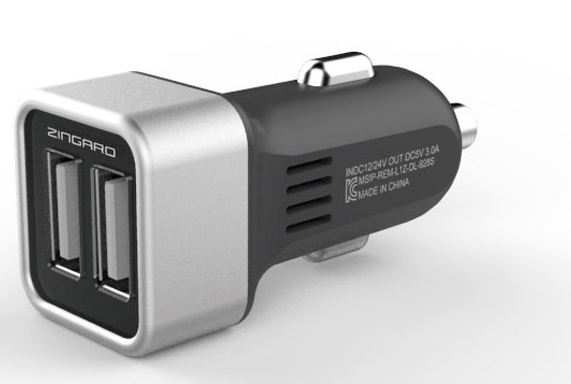 ZINGARO
INDC12/24V OUT DC5V 3.0A
MSIP-REM-L1Z-DL-928S
MADE IN CHINA